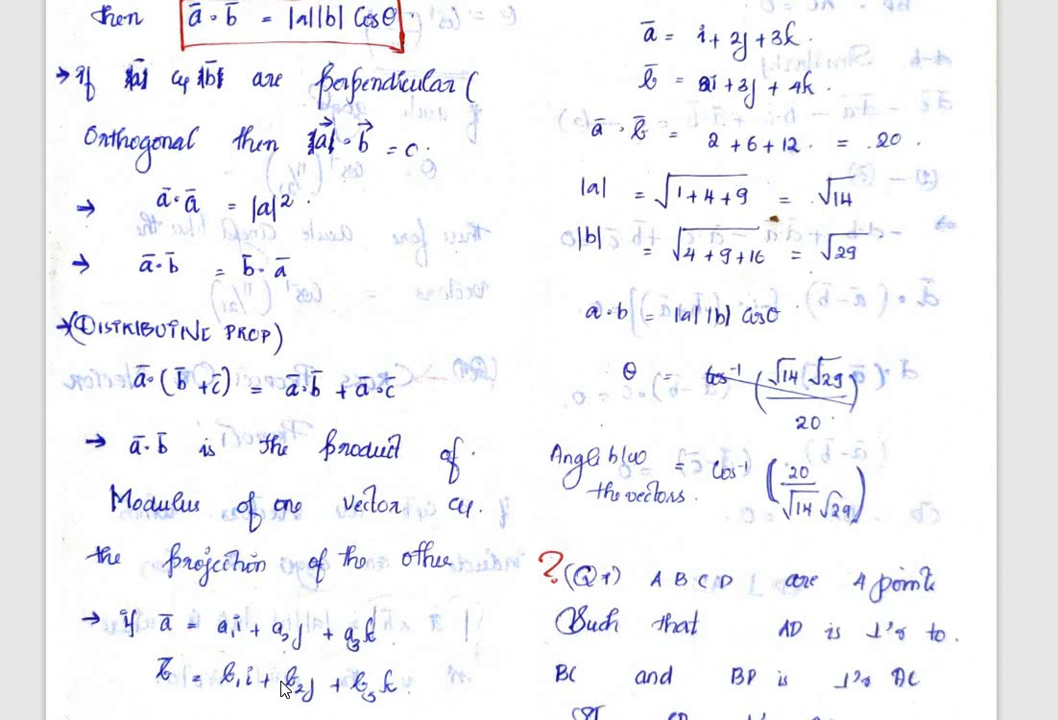 then a̅ · b̅ = |a||b| Cosθ
→ if |a̅| & |b̅| are perpendicular (
Orthogonal then |a⃗| · b⃗ = 0.
→ a̅·a̅ = |a|².
→ a̅·b̅ = b̅·a̅
→ (DISTRIBUTINE PROP)
a̅·(b̅ + c̅) = a̅·b̅ + a̅·c̅
→ a̅·b̅ is the product of.
Modulus of one vector &.
the projection of the other
→ if a̅ = a₁i + a₂j + a₃k.
b̅ = b₁i + b₂j + b₃k.
a̅ = i + 2j + 3k.
b̅ = 2i + 3j + 4k.
a̅ · b̅ = 2 + 6 + 12. = .20.
|a| = √1+4+9 = √14
|b| = √4+9+16 = √29
a·b = |a| |b| cosθ
θ = cos⁻¹ (√14 √29 / 20)
Angle b/w = cos⁻¹ (20 / √14 √29)
the vectors.
? (Q1) A B C D are 4 points
Such that AD is ⊥'r to.
BC and BD is ⊥'r AC